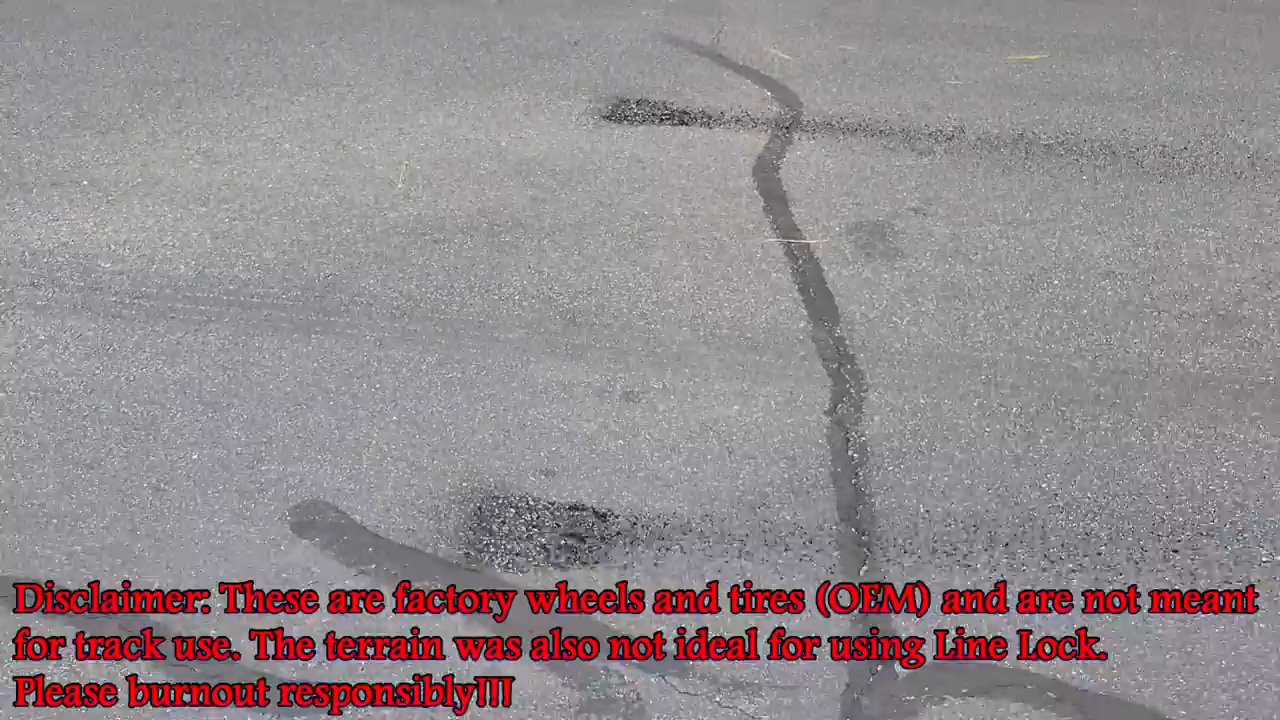 Disclaimer: These are factory wheels and tires (OEM) and are not meant
for track use. The terrain was also not ideal for using Line Lock.
Please burnout responsibly!!!